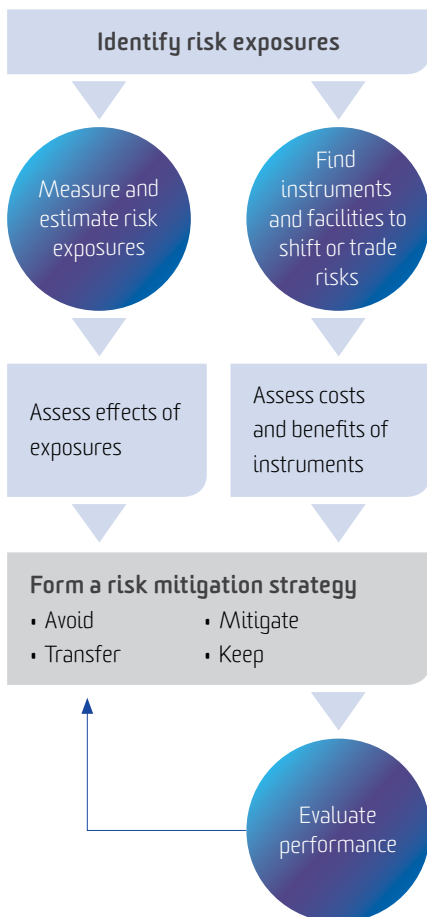 Identify risk exposures
Measure and
estimate risk
exposures
Find
instruments
and facilities to
shift or trade
risks
Assess effects of
exposures
Assess costs
and benefits of
instruments
Form a risk mitigation strategy
• Avoid
• Mitigate
• Transfer
• Keep
Evaluate
performance